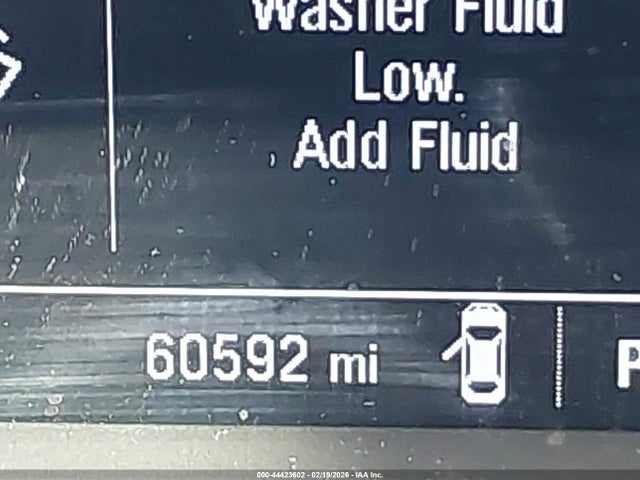 Washer Fluid
Low.
Add Fluid
60592 mi
P
000-44423602 - 02/19/2026 - IAA Inc.